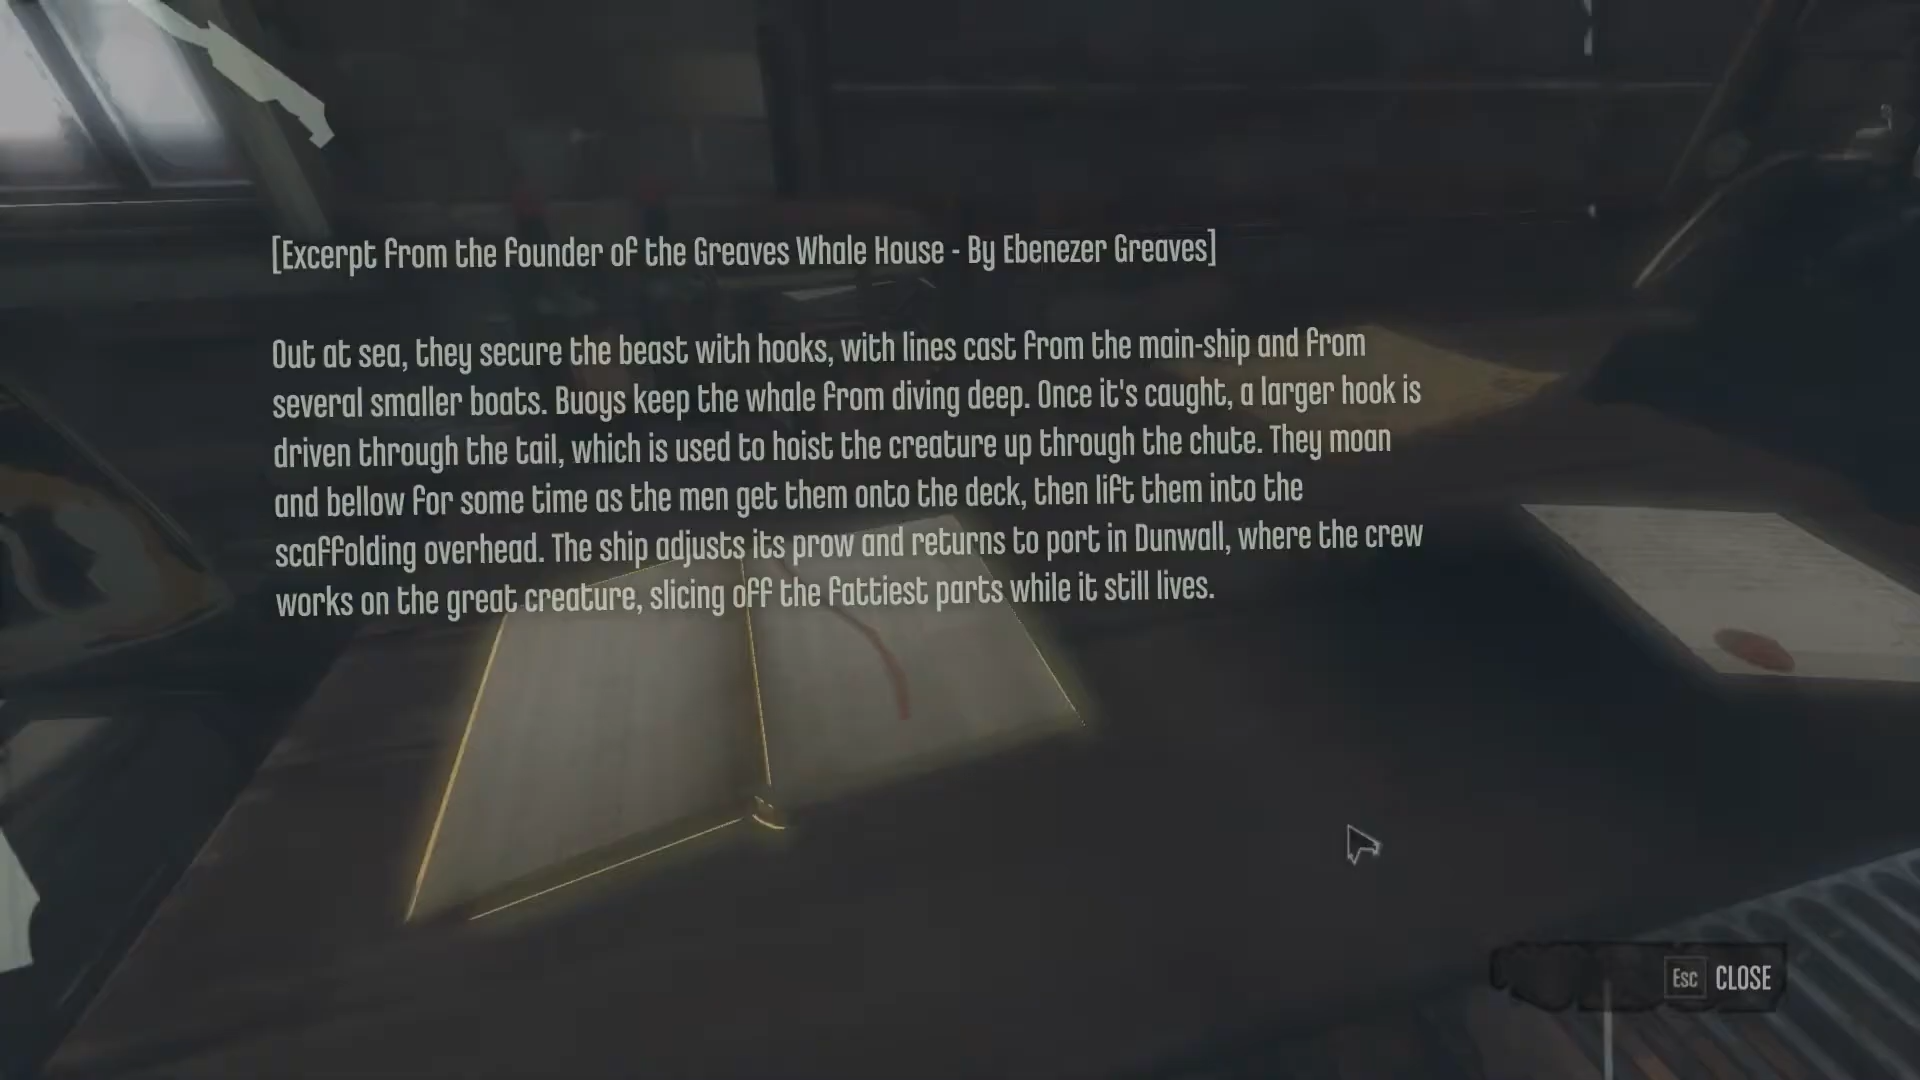 [Excerpt from the founder of the Greaves Whale House - By Ebenezer Greaves]
Out at sea, they secure the beast with hooks, with lines cast from the main-ship and from
several smaller boats. Buoys keep the whale from diving deep. Once it's caught, a larger hook is
driven through the tail, which is used to hoist the creature up through the chute. They moan
and bellow for some time as the men get them onto the deck, then lift them into the
scaffolding overhead. The ship adjusts its prow and returns to port in Dunwall, where the crew
works on the great creature, slicing off the fattiest parts while it still lives.
Esc CLOSE